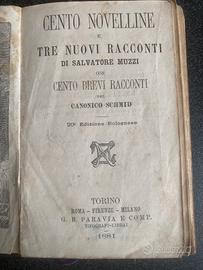 CENTO NOVELLINE
E
TRE NUOVI RACCONTI
DI SALVATORE MUZZI
CON
CENTO BREVI RACCONTI
DEL
CANONICO SCHMID
20ª Edizione Bolognese
TORINO
ROMA - FIRENZE - MILANO
G. B. PARAVIA E COMP.
TIPOGRAFI-LIBRAI
1881